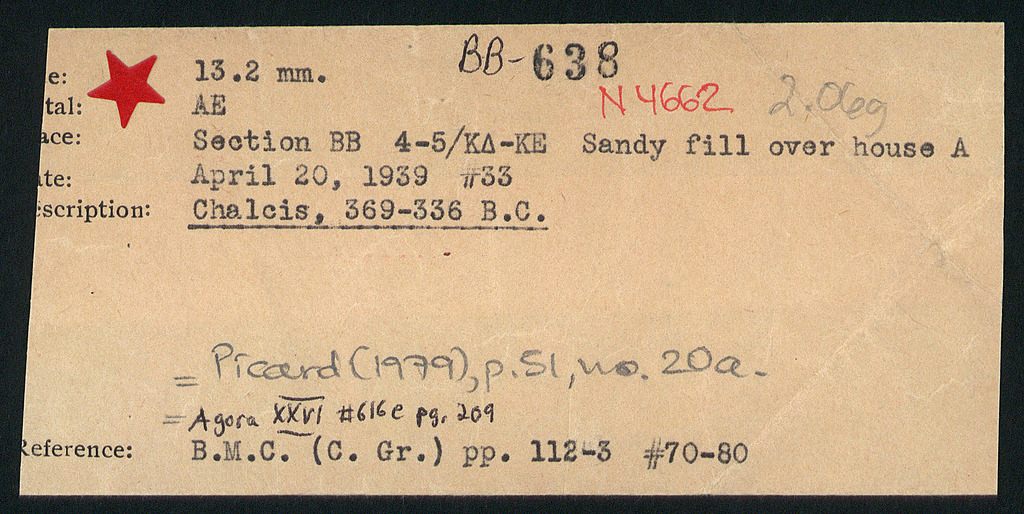 BB-638
e: 13.2 mm.
N 4662 2.06g
tal: AE
ace: Section BB 4-5/ΚΔ-ΚΕ Sandy fill over house A
ate: April 20, 1939 #33
escription: Chalcis, 369-336 B.C.
= Picard (1979), p.51, no. 20a.
= Agora XXVI #616e pg. 209
Reference: B.M.C. (C. Gr.) pp. 112-3 #70-80